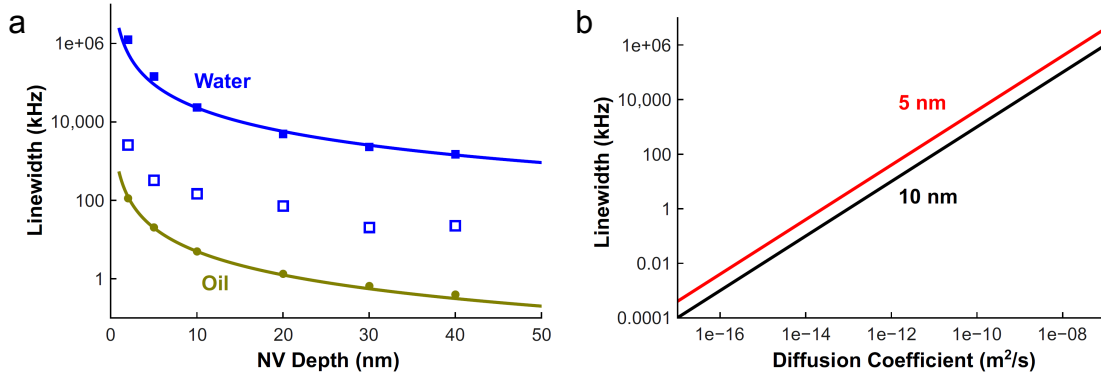 a
1e+06
10,000
100
1
Linewidth (kHz)
Water
Oil
0
10
20
30
40
50
NV Depth (nm)
b
1e+06
10,000
100
1
0.01
0.0001
Linewidth (kHz)
5 nm
10 nm
1e−16
1e−14
1e−12
1e−10
1e−08
Diffusion Coefficient (m²/s)